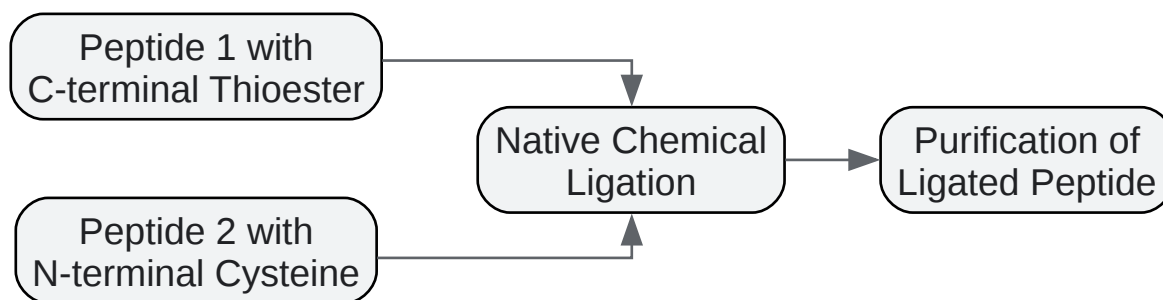 Peptide 1 with
C-terminal Thioester
Peptide 2 with
N-terminal Cysteine
Native Chemical
Ligation
Purification of
Ligated Peptide